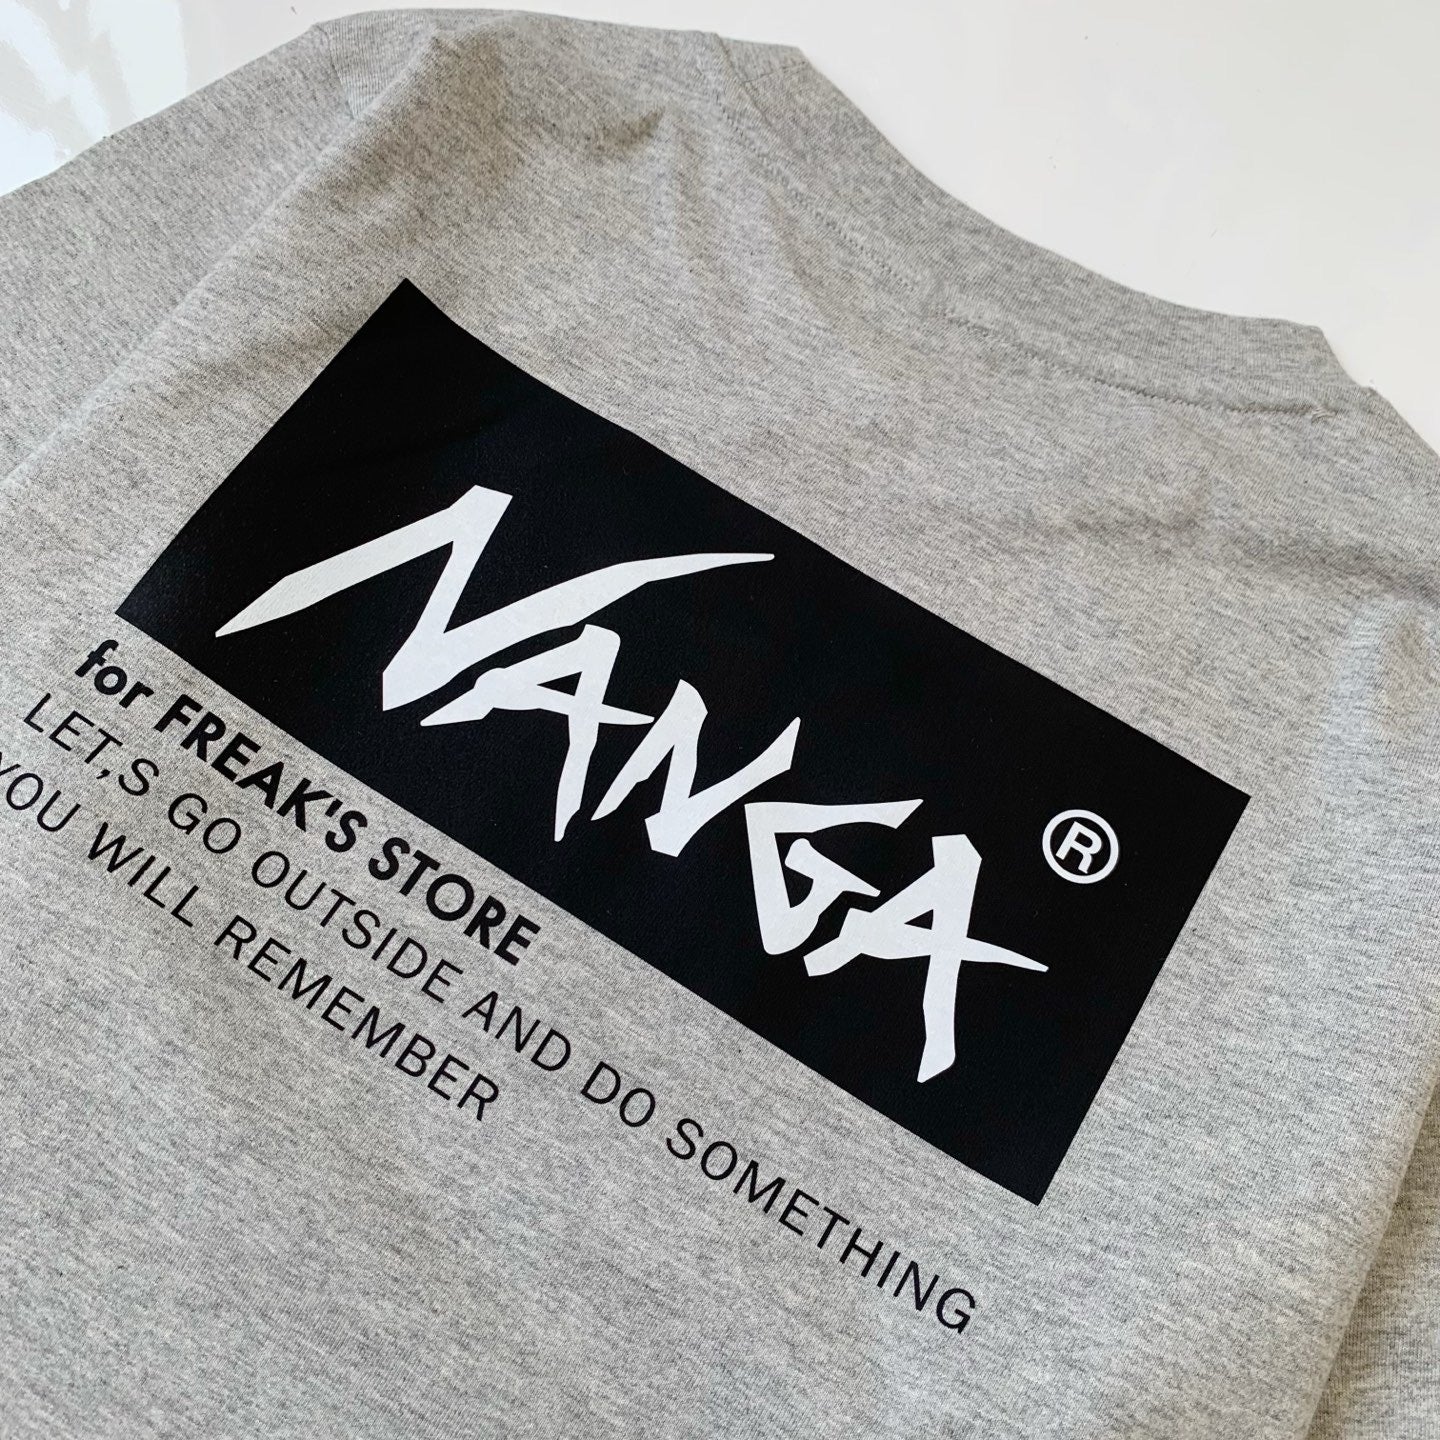 NANGA ®
for FREAK'S STORE
LET,S GO OUTSIDE AND DO SOMETHING
YOU WILL REMEMBER